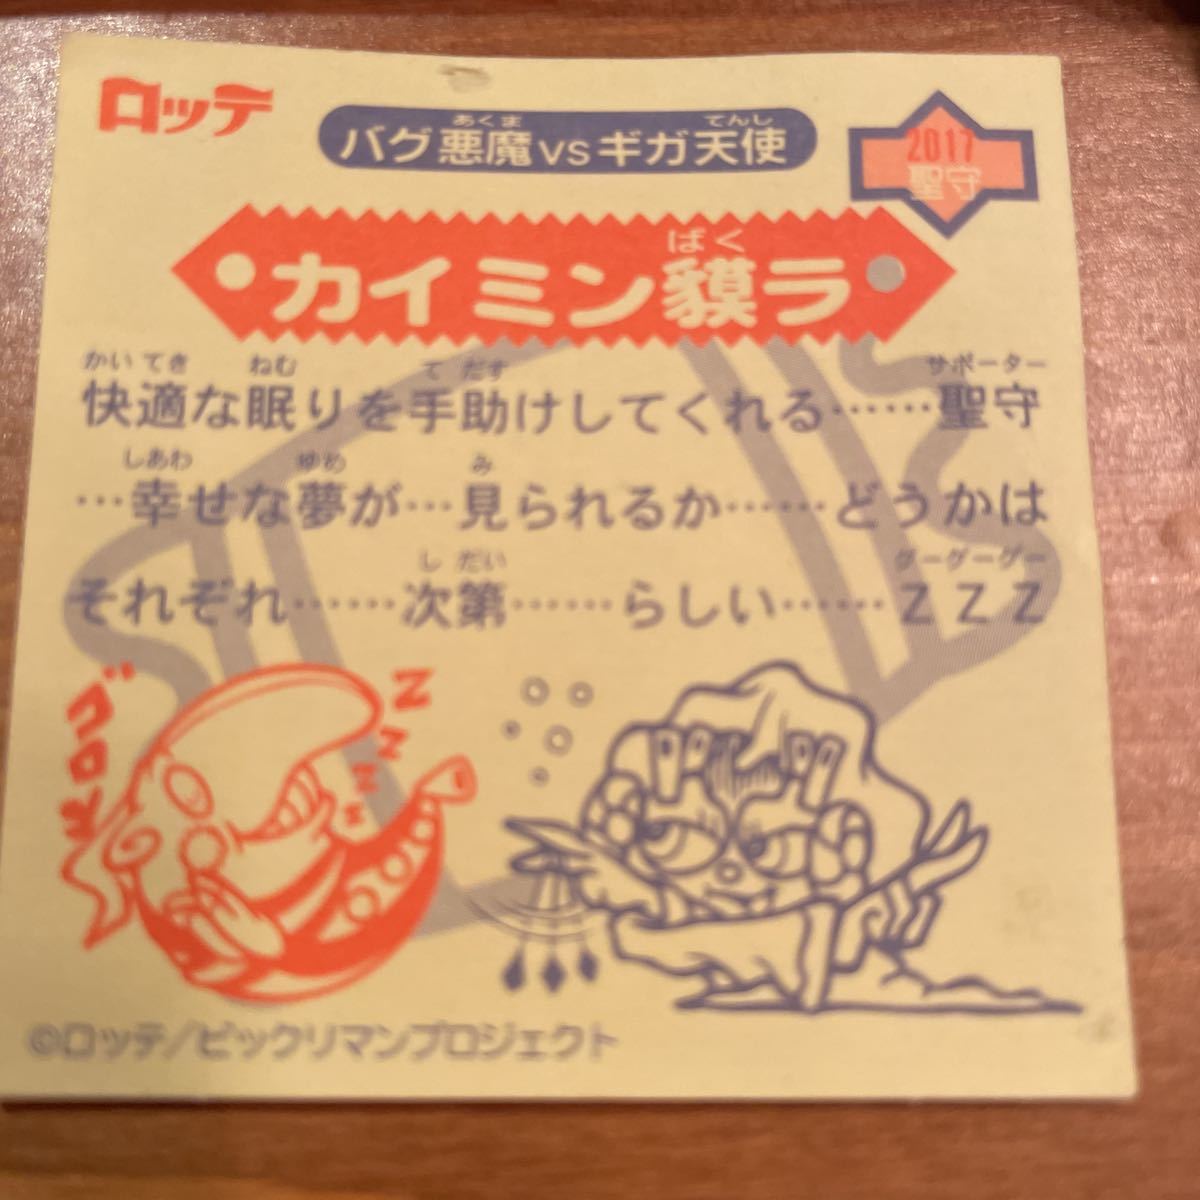 ロッテ
あくま てんし
バグ悪魔vsギガ天使
2017
聖守
ばく
カイミン貘ラ
かいてき ねむ て だす サポーター
快適な眠りを手助けしてくれる……聖守
しあわ ゆめ み
…幸せな夢が…見られるか……どうかは
しだい グーグーグー
それぞれ……次第……らしい……ZZZ
ゴロネ
Z Z Z Z
©ロッテ/ビックリマンプロジェクト